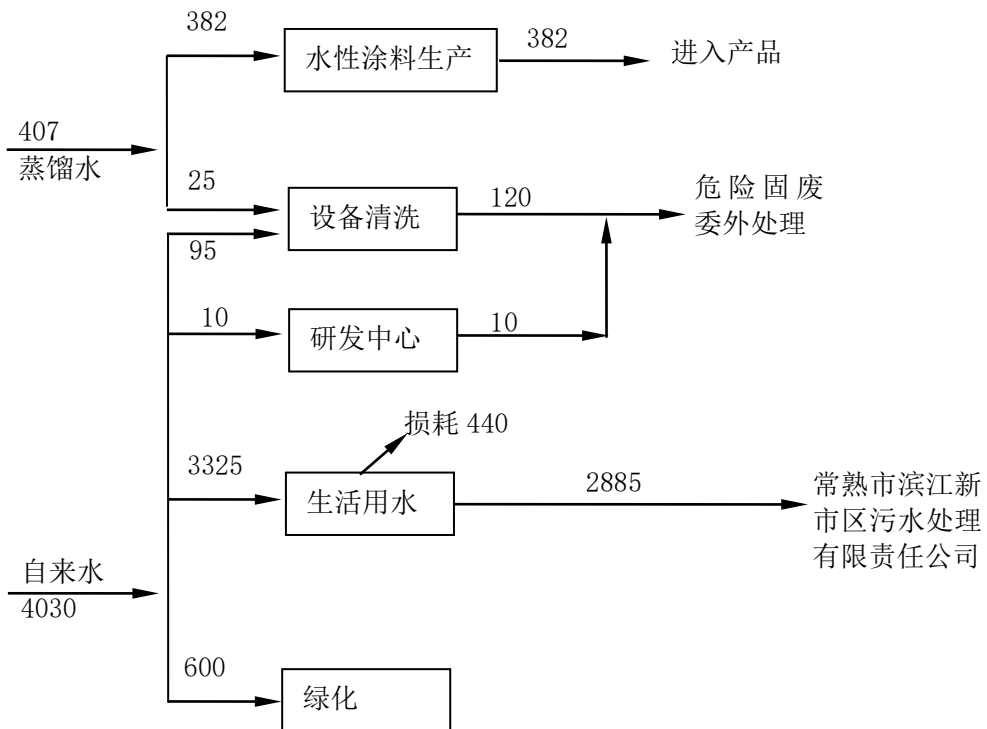 382
水性涂料生产
382
进入产品
407
蒸馏水
25
设备清洗
120
危险固废
委外处理
95
10
研发中心
10
损耗 440
3325
生活用水
2885
常熟市滨江新
市区污水处理
有限责任公司
自来水
4030
600
绿化